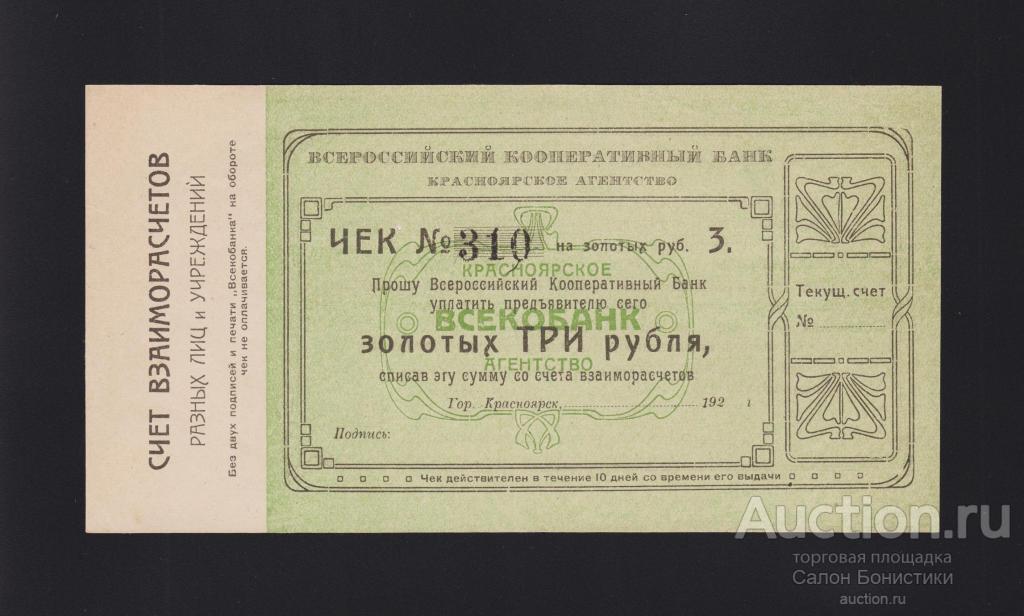 СЧЕТ ВЗАИМОРАСЧЕТОВ
РАЗНЫХ ЛИЦ и УЧРЕЖДЕНИЙ
Без двух подписей и печати „Всекобанка" на обороте
чек не оплачивается.
ВСЕРОССИЙСКИЙ КООПЕРАТИВНЫЙ БАНК
КРАСНОЯРСКОЕ АГЕНТСТВО
ЧЕК № 310 на золотых руб. 3.
КРАСНОЯРСКОЕ
Прошу Всероссийский Кооперативный Банк
уплатить предъявителю сего
ВСЕКОБАНК
золотых ТРИ рубля,
АГЕНТСТВО
списав эту сумму со счета взаиморасчетов
Гор. Красноярск, 192 г
Подпись:
Чек действителен в течение 10 дней со времени его выдачи
Текущ. счет
№
Auction.ru
торговая площадка
Салон Бонистики
auction.ru